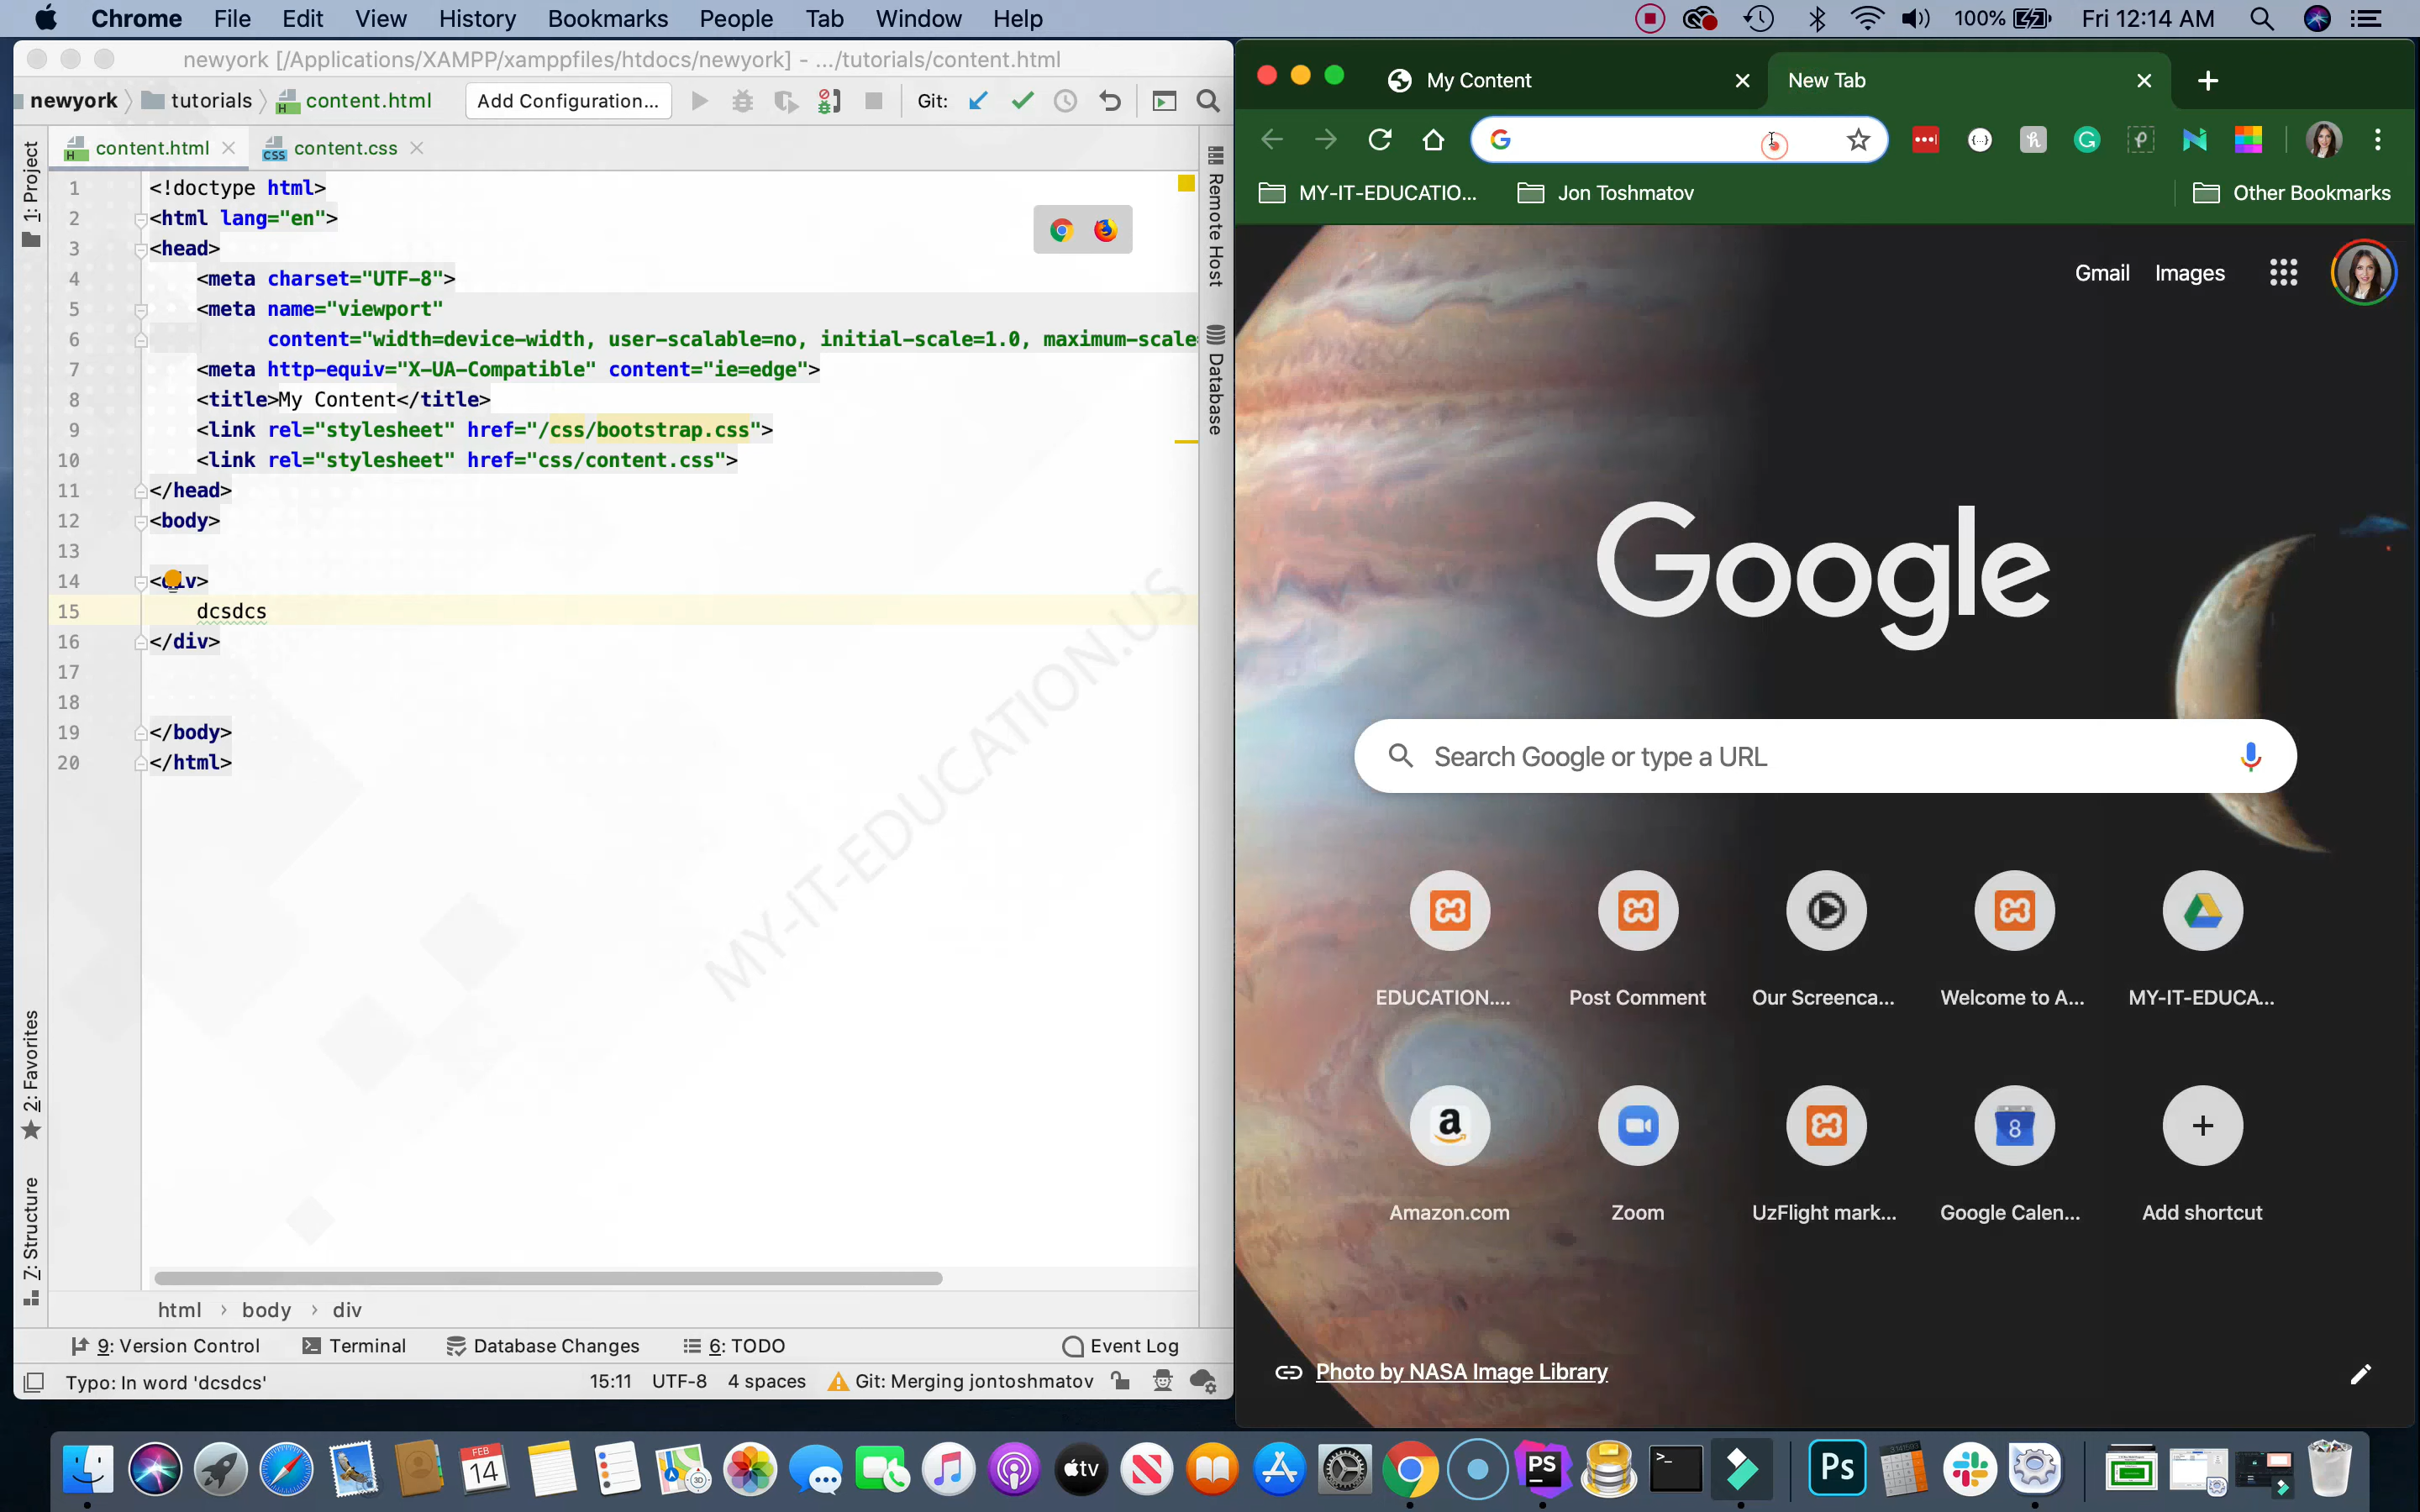 Chrome File Edit View History Bookmarks People Tab Window Help 100% Fri 12:14 AM
newyork [/Applications/XAMPP/xamppfiles/htdocs/newyork] - .../tutorials/content.html
newyork tutorials content.html Add Configuration... Git:
content.html content.css
1 <!doctype html>
2 <html lang="en">
3 <head>
4 <meta charset="UTF-8">
5 <meta name="viewport"
6 content="width=device-width, user-scalable=no, initial-scale=1.0, maximum-scale=
7 <meta http-equiv="X-UA-Compatible" content="ie=edge">
8 <title>My Content</title>
9 <link rel="stylesheet" href="/css/bootstrap.css">
10 <link rel="stylesheet" href="css/content.css">
11 </head>
12 <body>
13
14 <div>
15 dcsdcs
16 </div>
17
18
19 </body>
20 </html>
1: Project
2: Favorites
7: Structure
Remote Host
Database
MY-IT-EDUCATION.US
html › body › div
9: Version Control Terminal Database Changes 6: TODO Event Log
Typo: In word 'dcsdcs' 15:11 UTF-8 4 spaces Git: Merging jontoshmatov
My Content New Tab
MY-IT-EDUCATIO... Jon Toshmatov Other Bookmarks
Gmail Images
Google
Search Google or type a URL
EDUCATION.... Post Comment Our Screenca... Welcome to A... MY-IT-EDUCA...
8
Amazon.com Zoom UzFlight mark... Google Calen... Add shortcut
Photo by NASA Image Library
FEB
14
3D
tv
PS
Ps